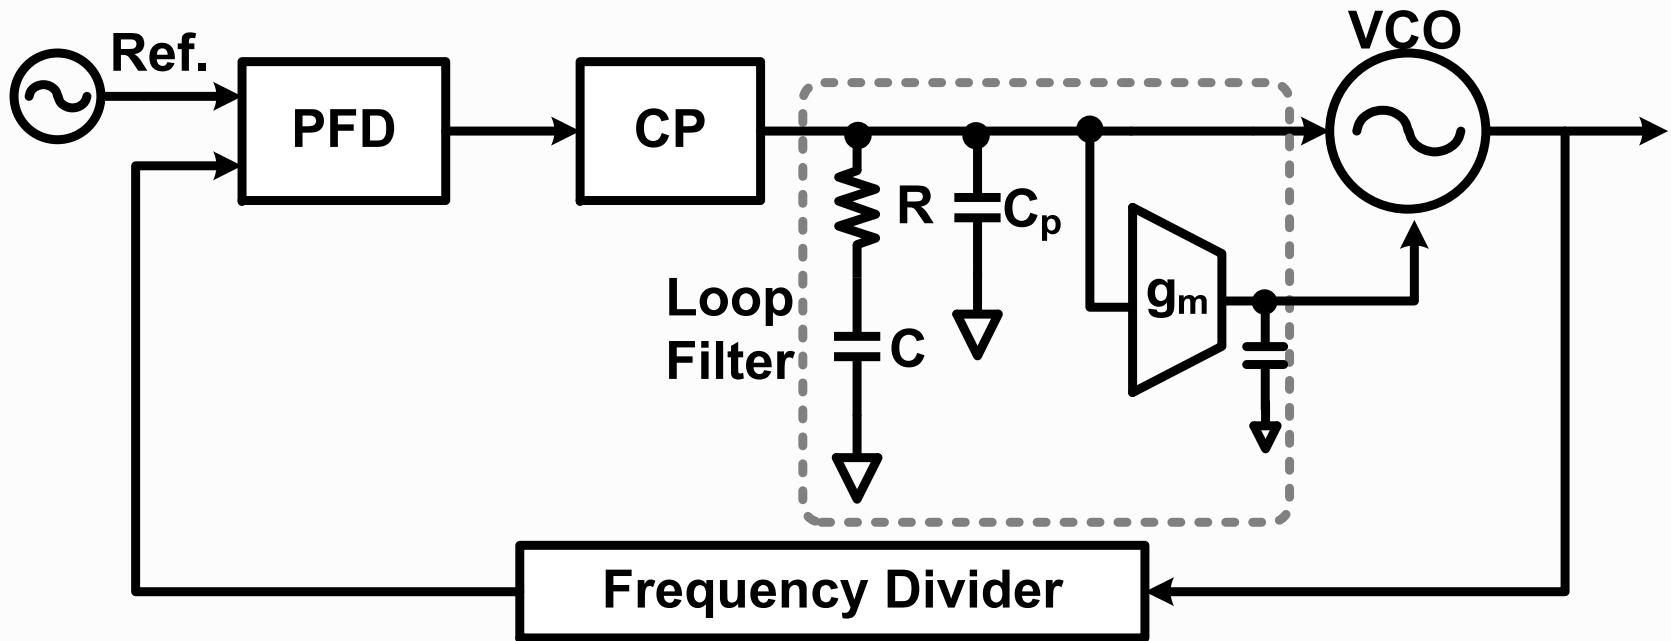 VCO
Ref.
PFD
CP
R
Cp
gm
Loop
Filter
C
Frequency Divider